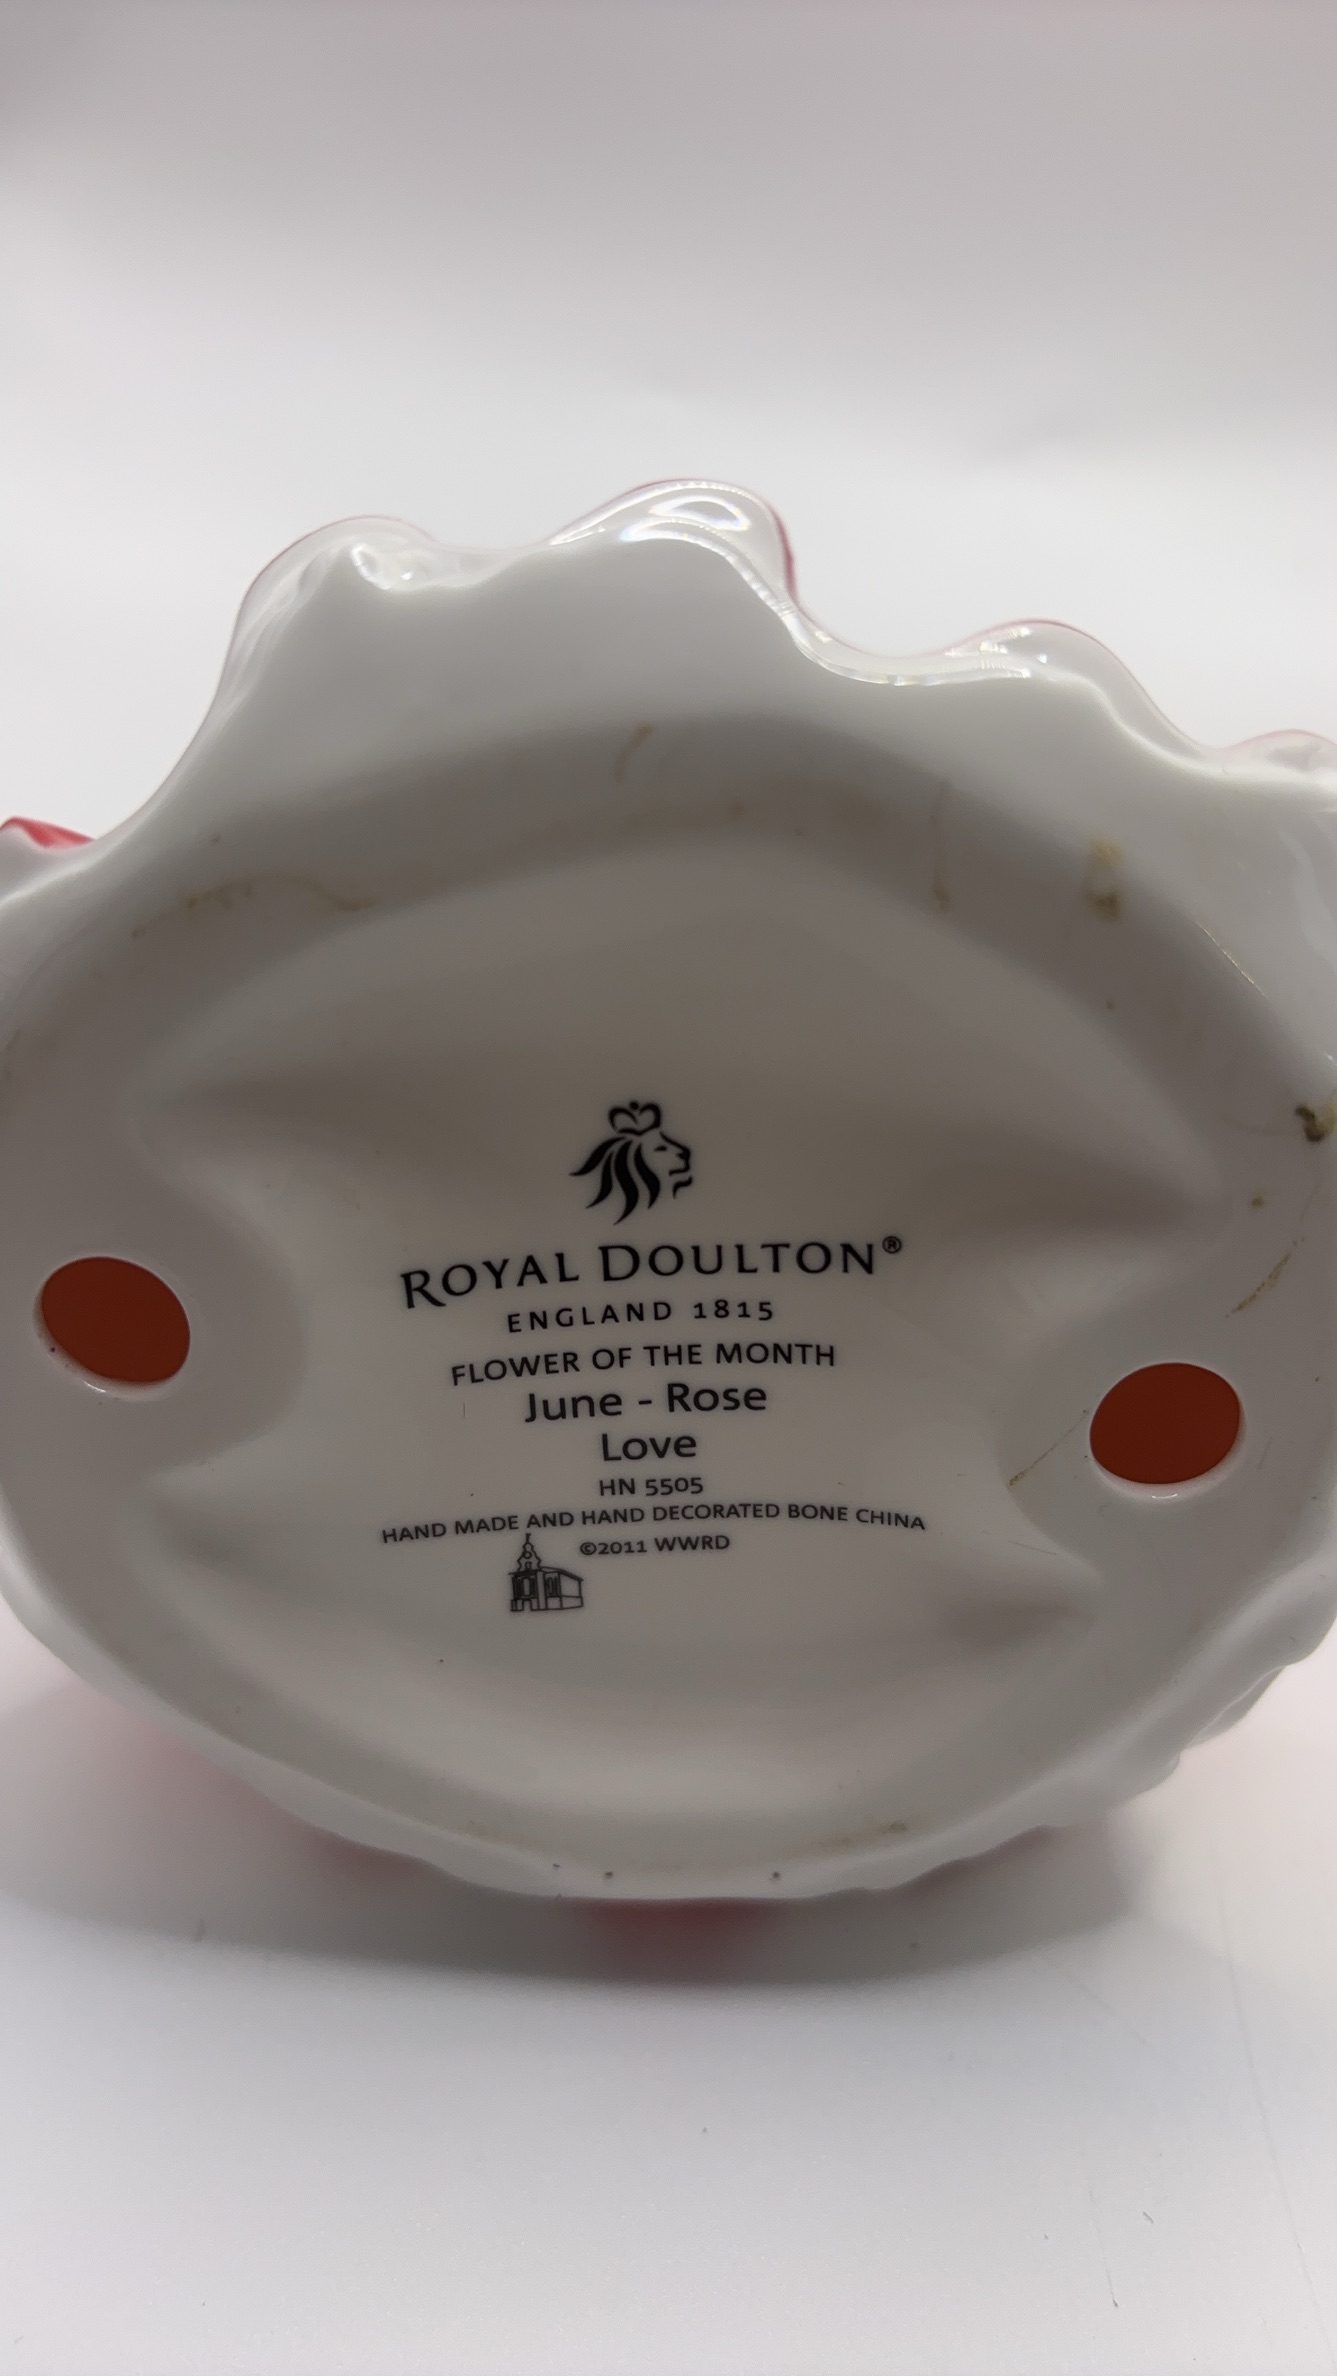 ROYAL DOULTON®
ENGLAND 1815
FLOWER OF THE MONTH
June - Rose
Love
HN 5505
HAND MADE AND HAND DECORATED BONE CHINA
©2011 WWRD